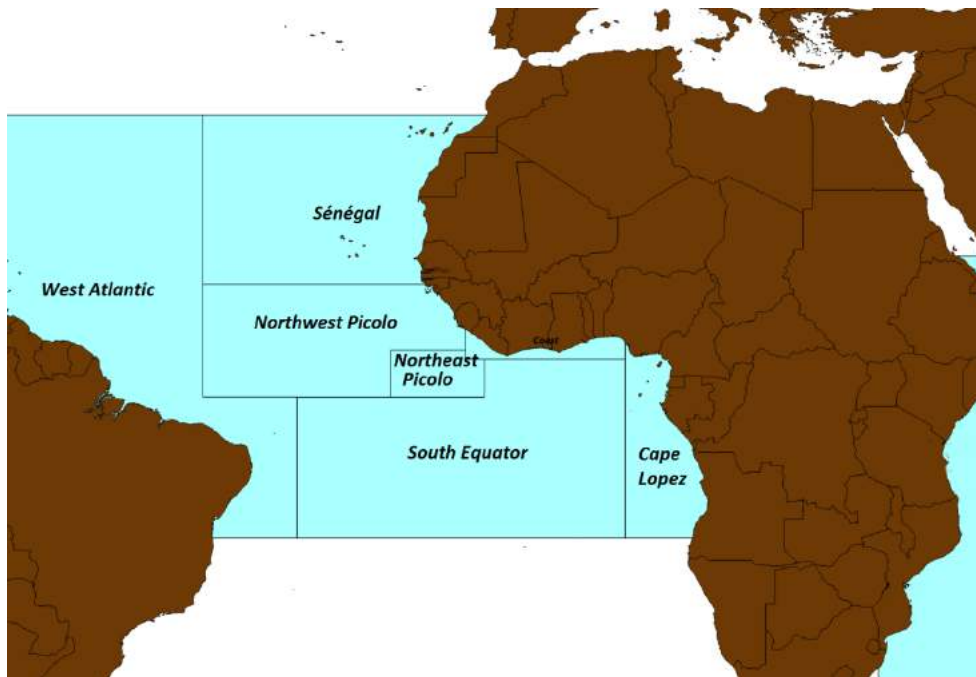 Sénégal
West Atlantic
Northwest Picolo
Coast
Northeast
Picolo
South Equator
Cape
Lopez